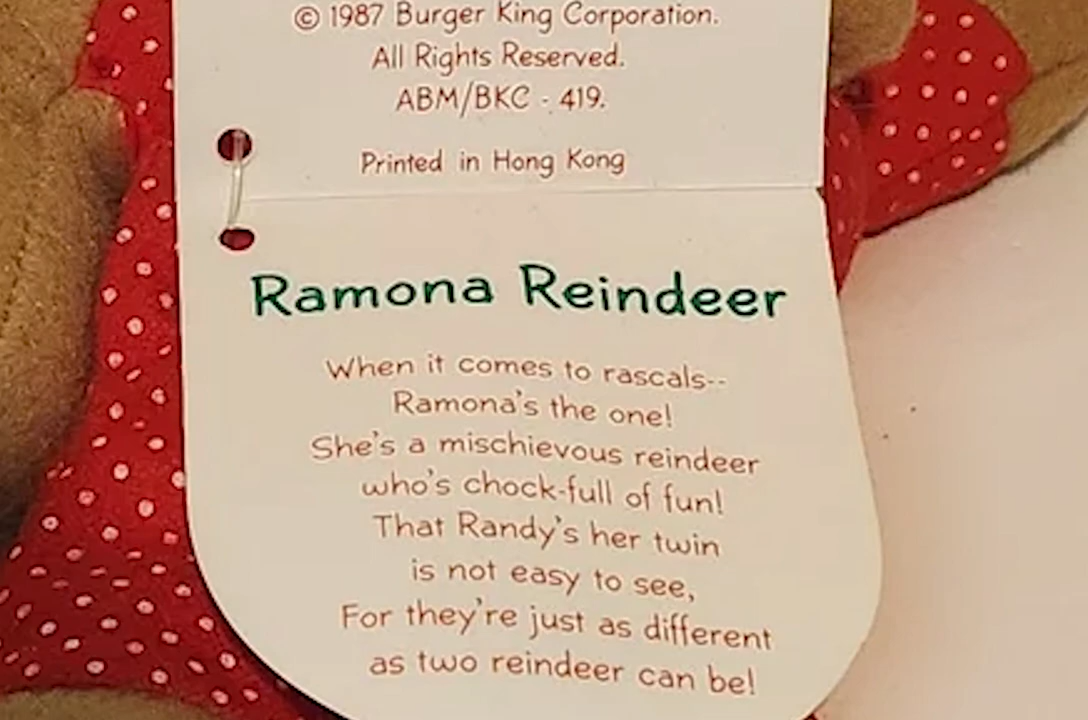 © 1987 Burger King Corporation.
All Rights Reserved.
ABM/BKC - 419.
Printed in Hong Kong
Ramona Reindeer
When it comes to rascals--
Ramona's the one!
She's a mischievous reindeer
who's chock-full of fun!
That Randy's her twin
is not easy to see,
For they're just as different
as two reindeer can be!